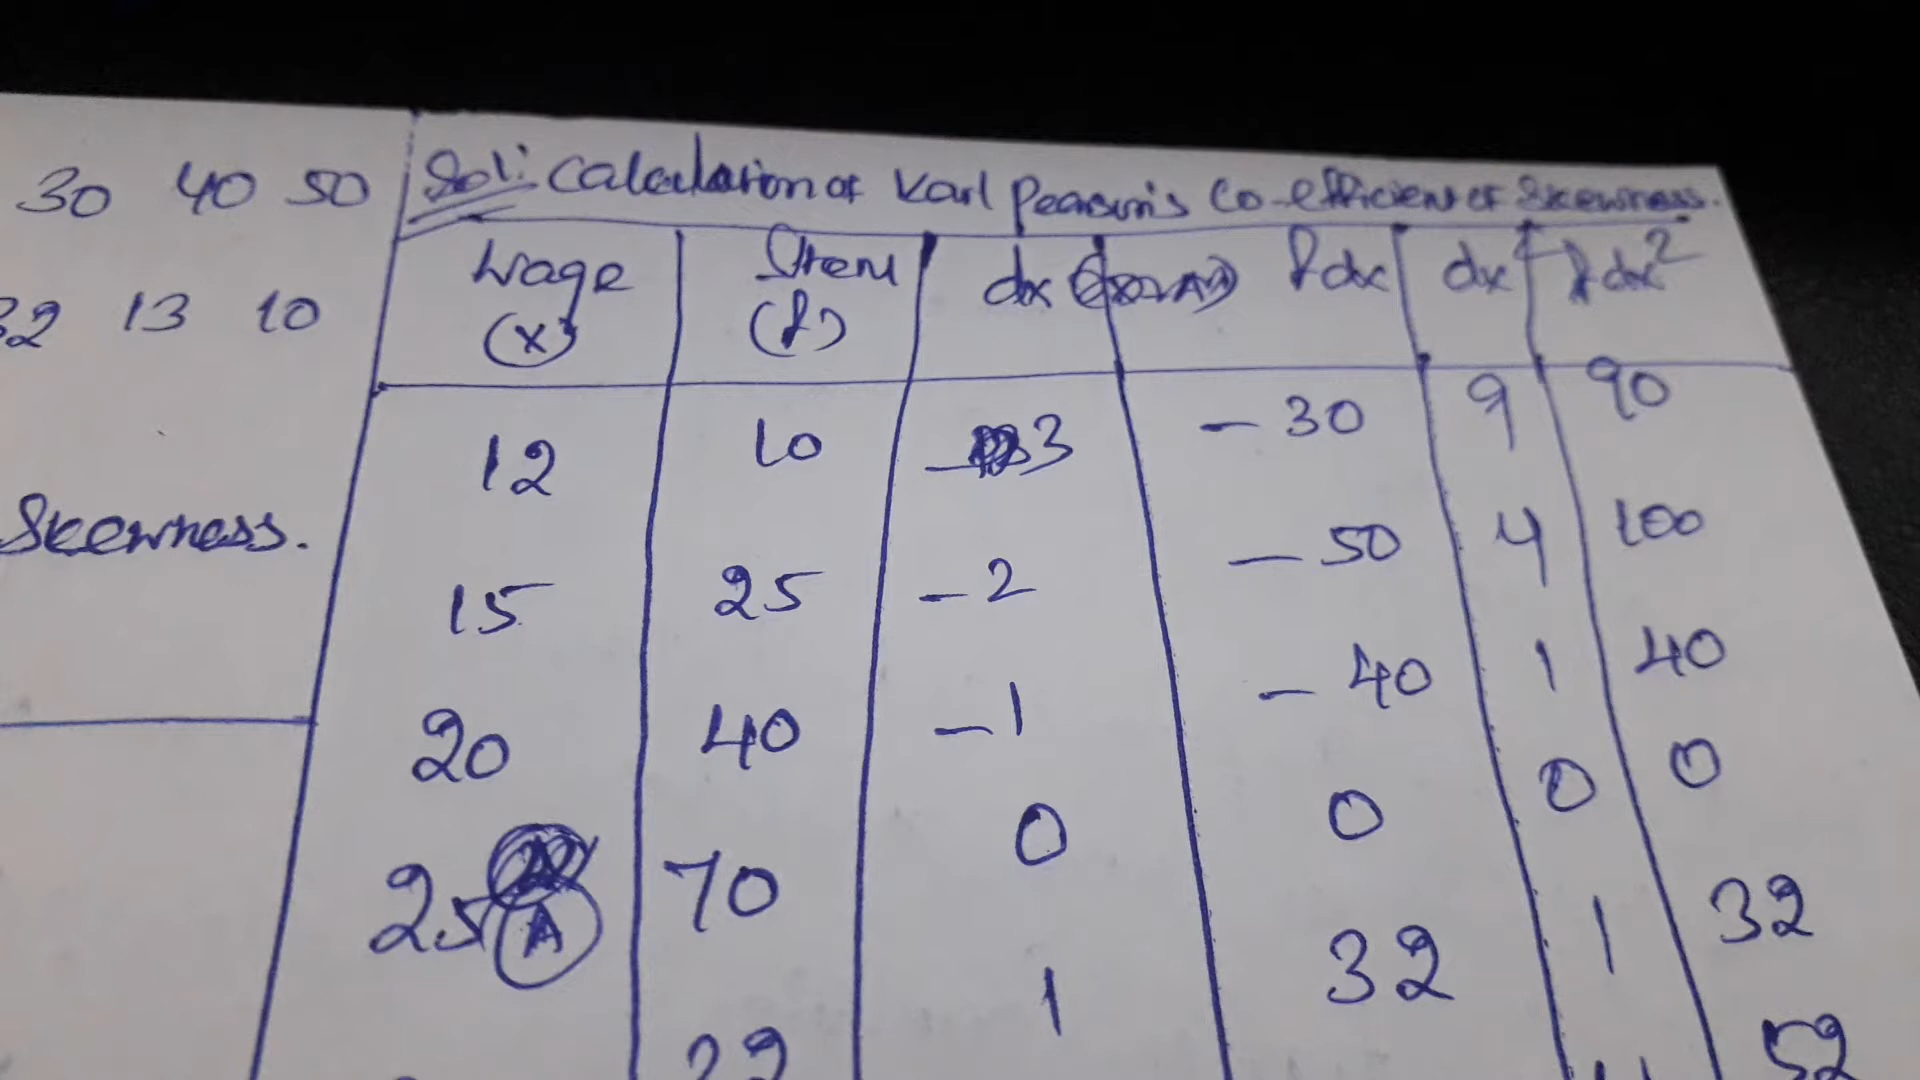 30 40 50
32 13 10
Skewness.
Sol: Calculation of Karl Pearson's Co-efficient of Skewness.
Wage (x) Item (f) dx fdx dx² fdx²
12 10 -3 -30 9 90
15 25 -2 -50 4 100
20 40 -1 -40 1 40
25 A 70 0 0 0 0
32 1 32 1 32
52